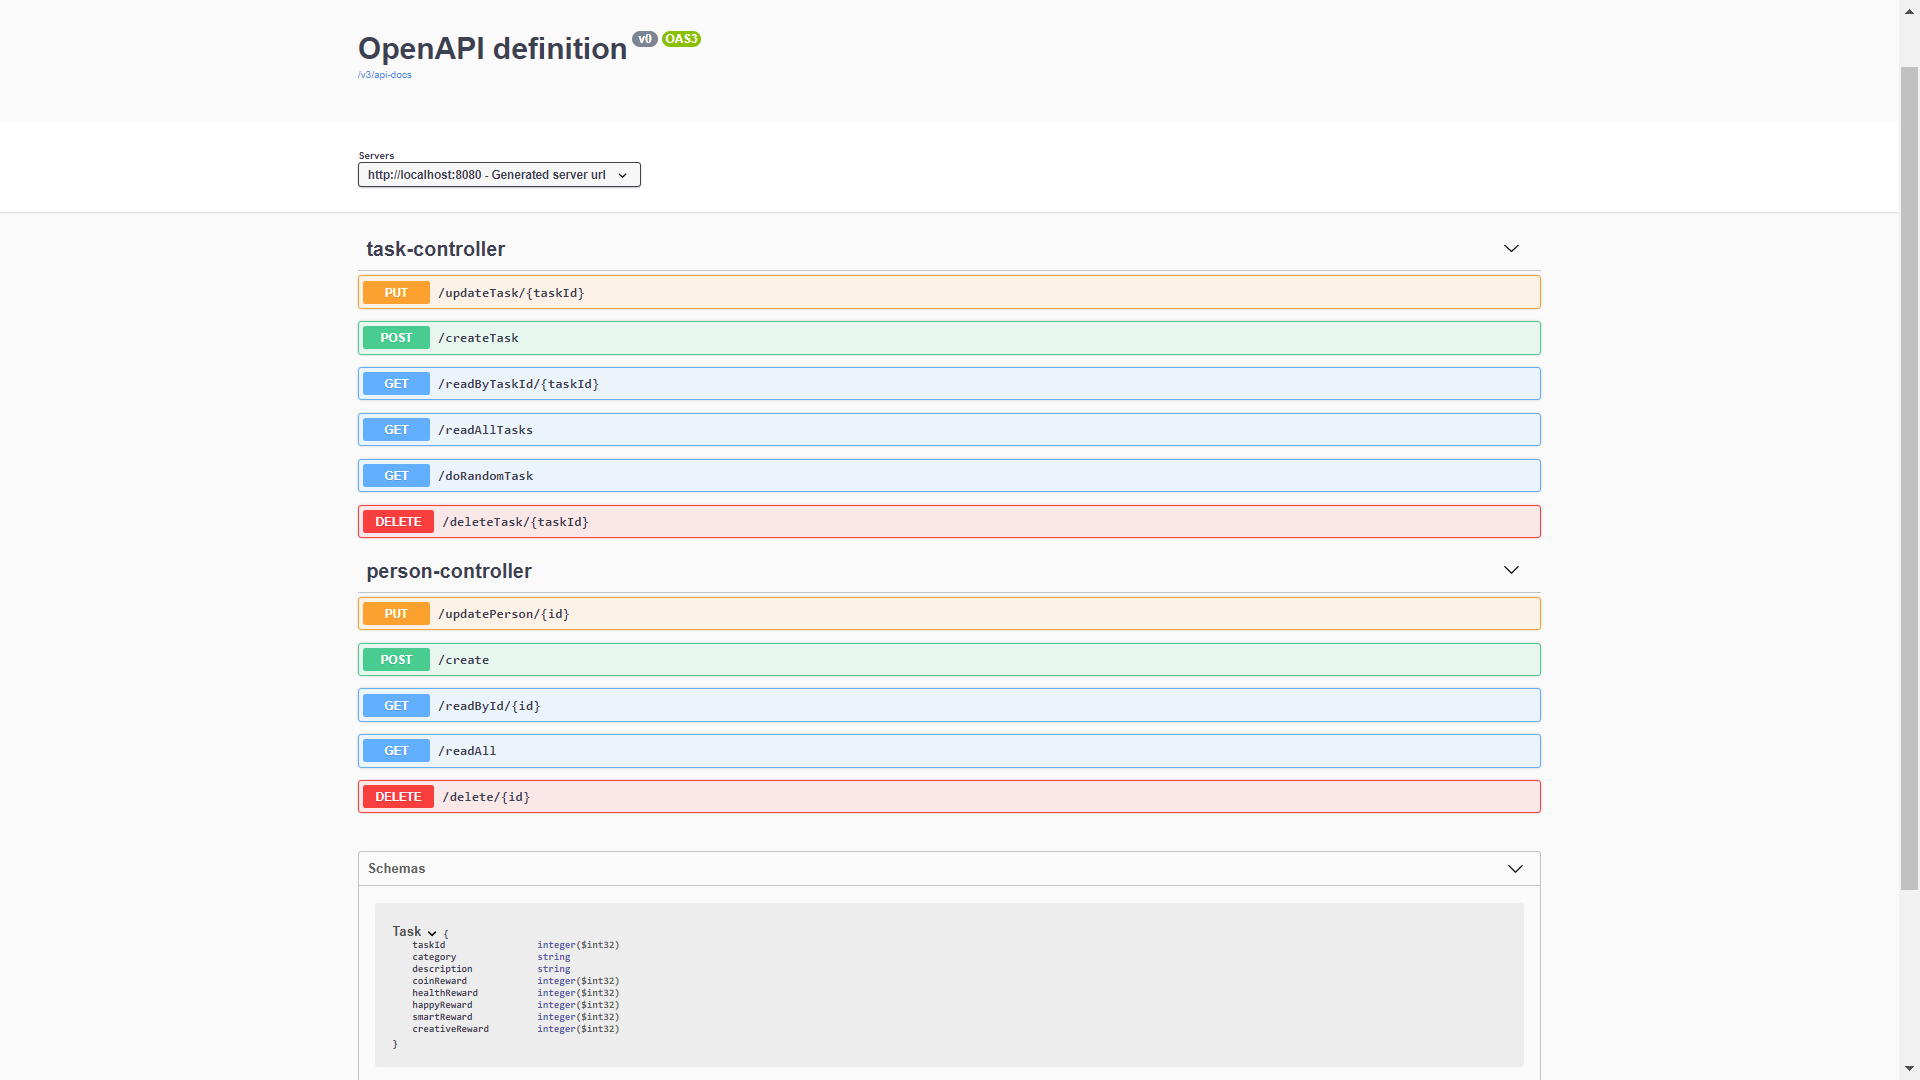 OpenAPI definition v0 OAS3
/v3/api-docs
Servers
http://localhost:8080 - Generated server url
task-controller
PUT /updateTask/{taskId}
POST /createTask
GET /readByTaskId/{taskId}
GET /readAllTasks
GET /doRandomTask
DELETE /deleteTask/{taskId}
person-controller
PUT /updatePerson/{id}
POST /create
GET /readById/{id}
GET /readAll
DELETE /delete/{id}
Schemas
Task {
taskId integer($int32)
category string
description string
coinReward integer($int32)
healthReward integer($int32)
happyReward integer($int32)
smartReward integer($int32)
creativeReward integer($int32)
}